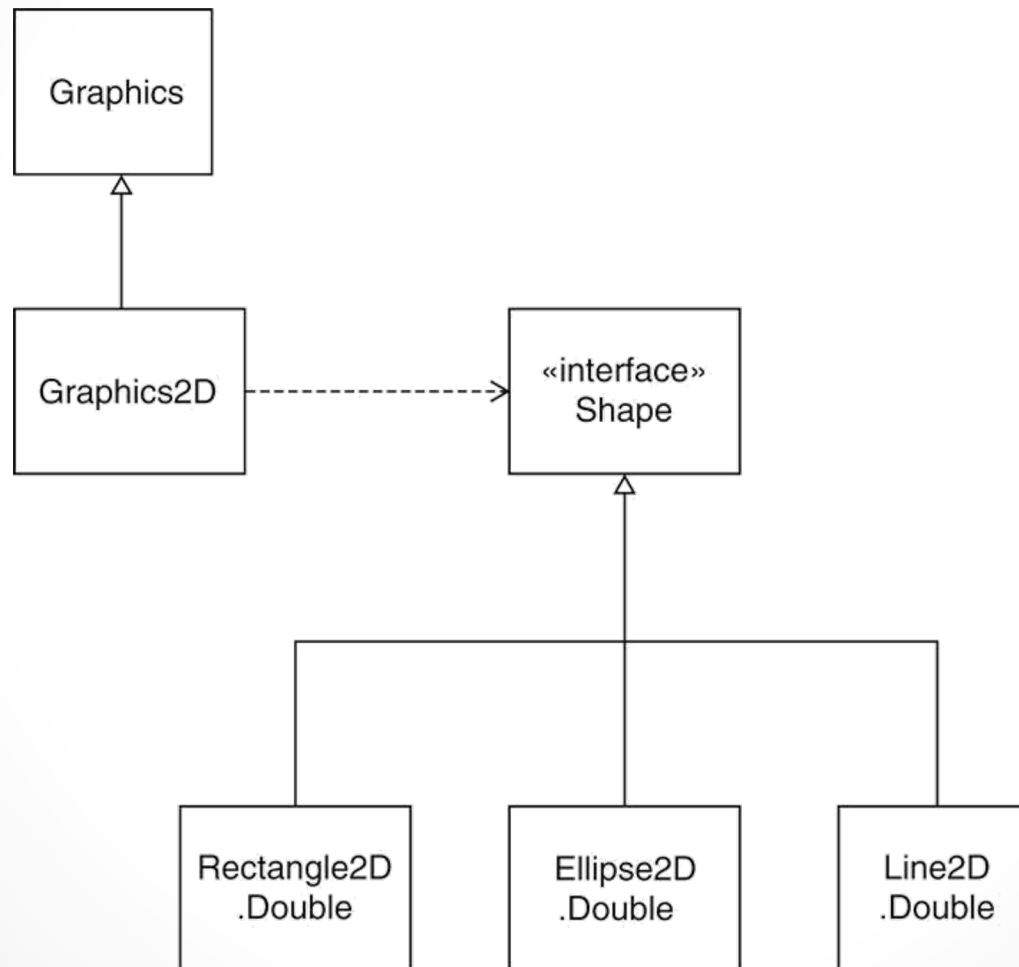 Graphics
Graphics2D
«interface»
Shape
Rectangle2D
.Double
Ellipse2D
.Double
Line2D
.Double